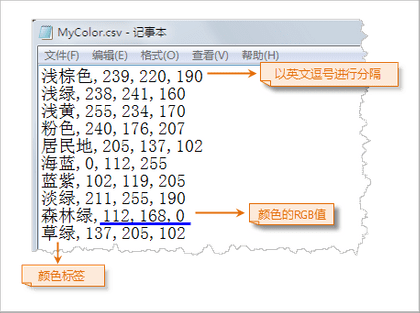 MyColor.csv - 记事本
文件(F) 编辑(E) 格式(O) 查看(V) 帮助(H)
浅棕色,239,220,190
以英文逗号进行分隔
浅绿,238,241,160
浅黄,255,234,170
粉色,240,176,207
居民地,205,137,102
海蓝,0,112,255
蓝紫,102,119,205
淡绿,211,255,190
森林绿,112,168,0
颜色的RGB值
草绿,137,205,102
颜色标签